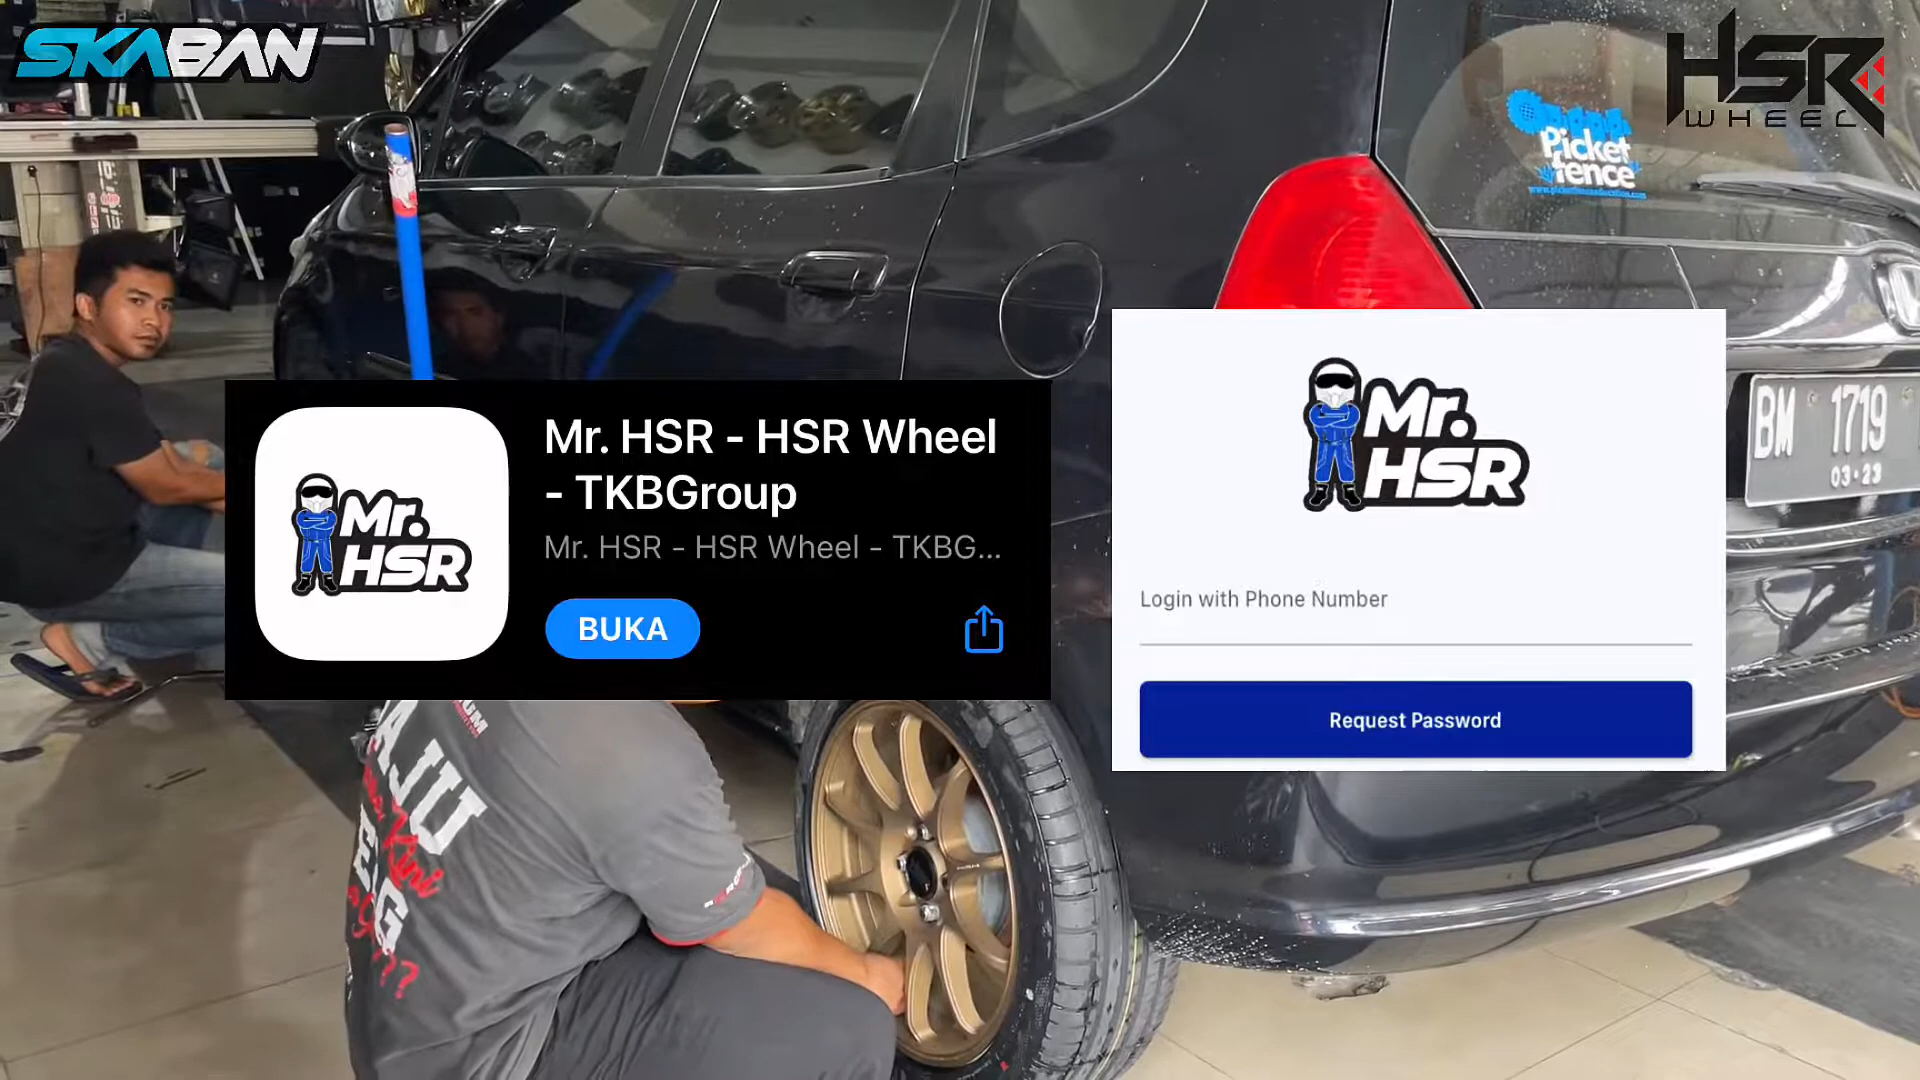 SKABAN
HSR
WHEEL
Picket
fence
Mr. HSR - HSR Wheel
- TKBGroup
Mr. HSR - HSR Wheel - TKBG...
BUKA
Mr.
HSR
Mr.
HSR
Login with Phone Number
Request Password
BM 1719
03·23
AJU